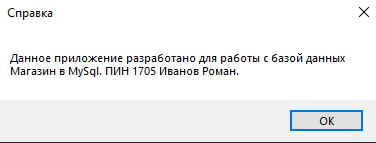 Справка
Данное приложение разработано для работы с базой данных
Магазин в MySql. ПИН 1705 Иванов Роман.
OK